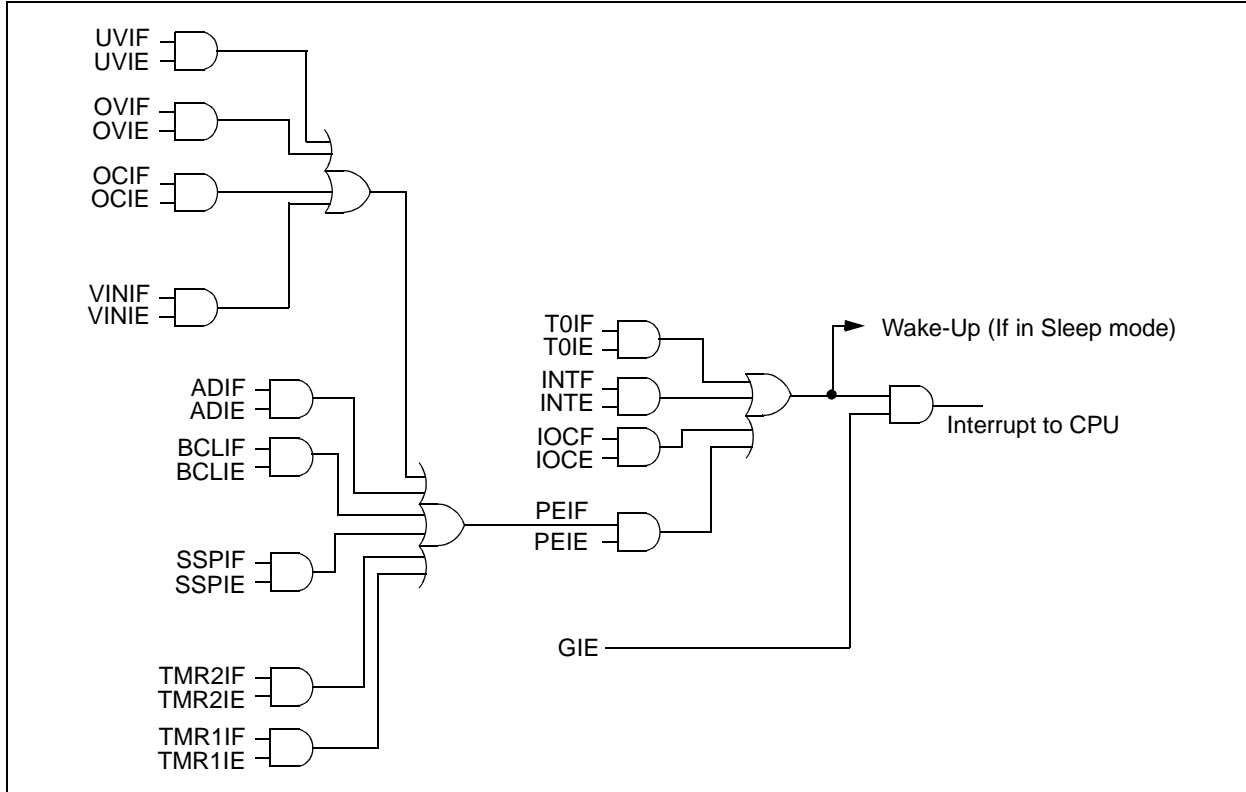 UVIF
UVIE
OVIF
OVIE
OCIF
OCIE
VINIF
VINIE
ADIF
ADIE
BCLIF
BCLIE
SSPIF
SSPIE
TMR2IF
TMR2IE
TMR1IF
TMR1IE
T0IF
T0IE
INTF
INTE
IOCF
IOCE
PEIF
PEIE
GIE
Wake-Up (If in Sleep mode)
Interrupt to CPU